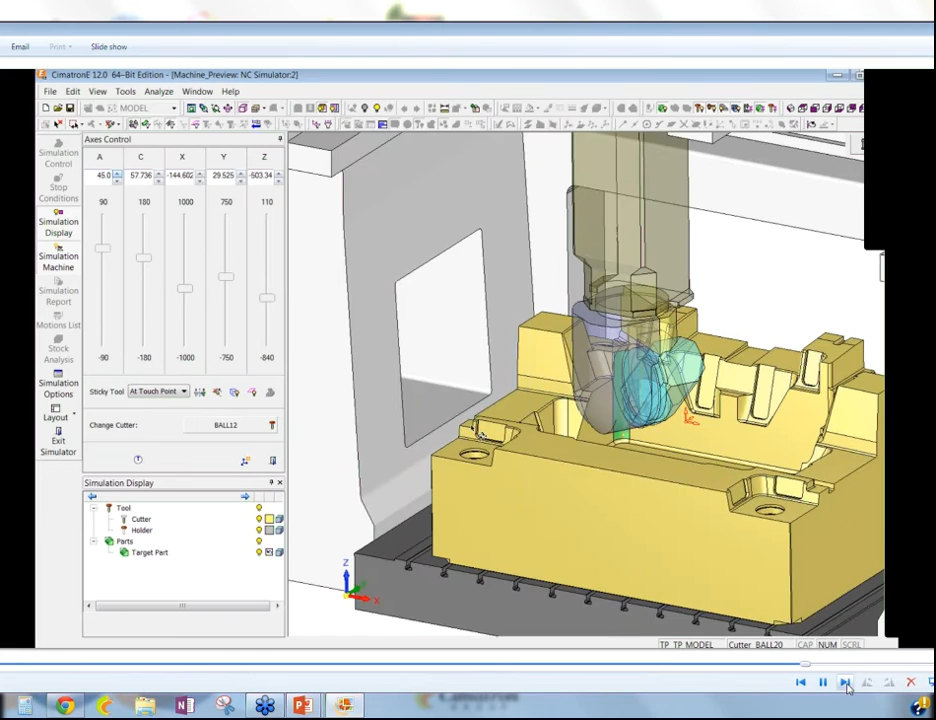 Email Print Slide show
CimatronE 12.0 64-Bit Edition - [Machine_Preview: NC Simulator:2]
File Edit View Tools Analyze Window Help
MODEL
Axes Control
Simulation Control
Stop Conditions
Simulation Display
Simulation Machine
Simulation Report
Motions List
Stock Analysis
Simulation Options
Layout
Exit Simulator
A C X Y Z
45.0 57.736 -144.602 29.525 -503.34
90 180 1000 750 110
-90 -180 -1000 -750 -840
Sticky Tool At Touch Point
Change Cutter: BALL12
Simulation Display
Tool
Cutter
Holder
Parts
Target Part
Z
X
TP_TP_MODEL Cutter_BALL20 CAP NUM SCRL